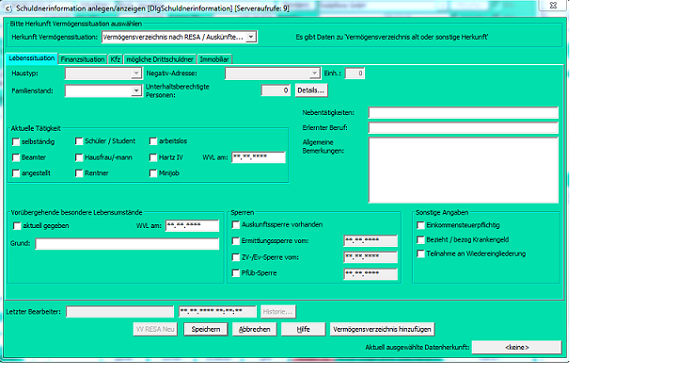 Schuldnerinformation anlegen/anzeigen [DlgSchuldnerinformation] [Serveraufrufe: 9]
Bitte Herkunft Vermögenssituation auswählen
Herkunft Vermögenssituation: Vermögensverzeichnis nach RESA / Auskünfte... Es gibt Daten zu 'Vermögensverzeichnis alt oder sonstige Herkunft'
Lebenssituation Finanzsituation Kfz mögliche Drittschuldner Immobiliar
Haustyp: Negativ-Adresse: Einh.: 0
Familienstand: Unterhaltsberechtigte Personen: 0 Details...
Nebentätigkeiten:
Erlernter Beruf:
Allgemeine Bemerkungen:
Aktuelle Tätigkeit
selbständig Schüler / Student arbeitslos
Beamter Hausfrau/-mann Hartz IV WVL am: **.**.****
angestellt Rentner Minijob
Vorübergehende besondere Lebensumstände Sperren Sonstige Angaben
aktuell gegeben WVL am: **.**.**** Auskunftssperre vorhanden Einkommensteuerpflichtig
Grund: Ermittlungssperre vom: **.**.**** Bezieht / bezog Krankengeld
ZV-/Ev-Sperre vom: **.**.**** Teilnahme an Wiedereingliederung
Pfüb-Sperre **.**.****
Letzter Bearbeiter: **.**.**** **:**:** Historie...
VV RESA Neu Speichern Abbrechen Hilfe Vermögensverzeichnis hinzufügen
Aktuell ausgewählte Datenherkunft: <keine>